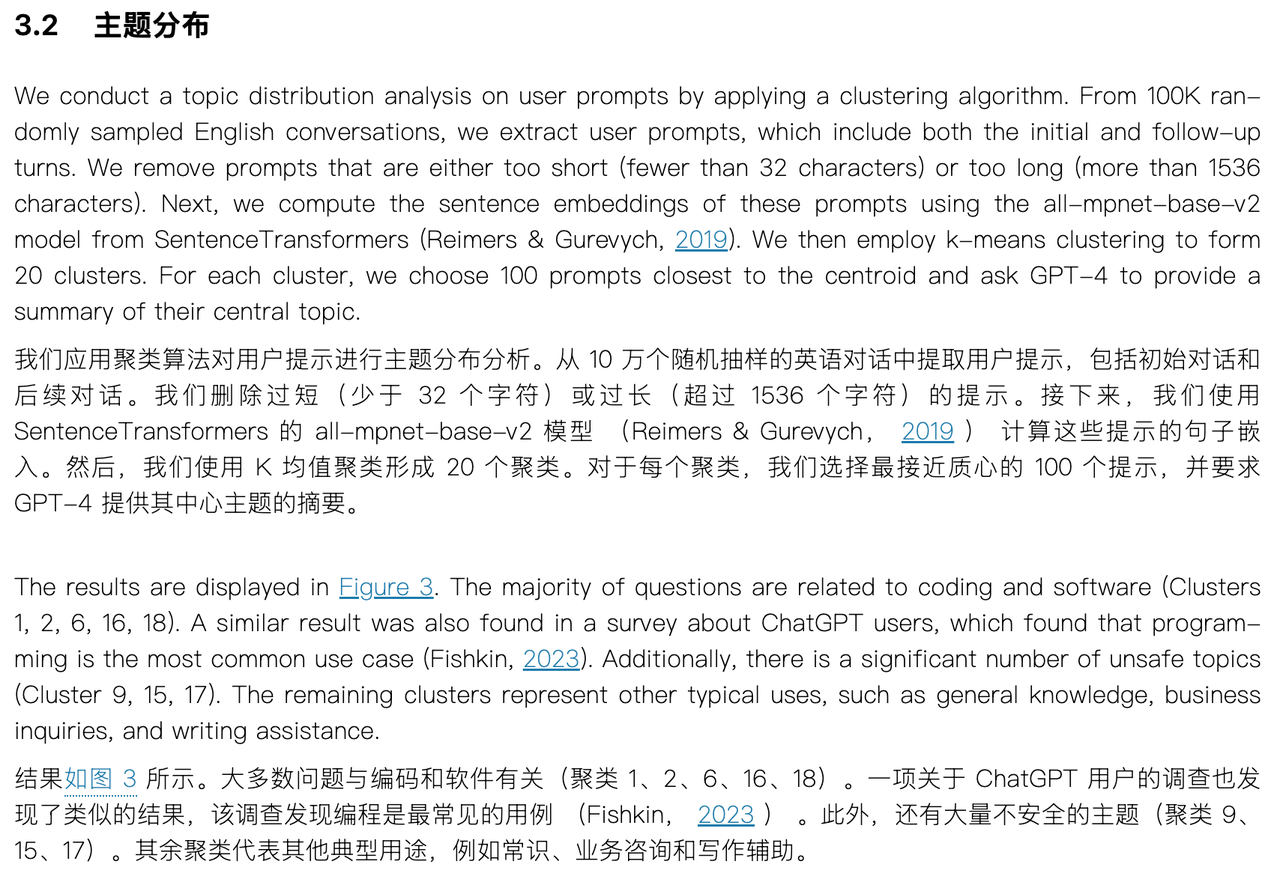 3.2 主题分布
We conduct a topic distribution analysis on user prompts by applying a clustering algorithm. From 100K ran-
domly sampled English conversations, we extract user prompts, which include both the initial and follow-up
turns. We remove prompts that are either too short (fewer than 32 characters) or too long (more than 1536
characters). Next, we compute the sentence embeddings of these prompts using the all-mpnet-base-v2
model from SentenceTransformers (Reimers & Gurevych, 2019). We then employ k-means clustering to form
20 clusters. For each cluster, we choose 100 prompts closest to the centroid and ask GPT-4 to provide a
summary of their central topic.
我们应用聚类算法对用户提示进行主题分布分析。从 10 万个随机抽样的英语对话中提取用户提示，包括初始对话和
后续对话。我们删除过短（少于 32 个字符）或过长（超过 1536 个字符）的提示。接下来，我们使用
SentenceTransformers 的 all-mpnet-base-v2 模型 （Reimers & Gurevych， 2019 ） 计算这些提示的句子嵌
入。然后，我们使用 K 均值聚类形成 20 个聚类。对于每个聚类，我们选择最接近质心的 100 个提示，并要求
GPT-4 提供其中心主题的摘要。
The results are displayed in Figure 3. The majority of questions are related to coding and software (Clusters
1, 2, 6, 16, 18). A similar result was also found in a survey about ChatGPT users, which found that program-
ming is the most common use case (Fishkin, 2023). Additionally, there is a significant number of unsafe topics
(Cluster 9, 15, 17). The remaining clusters represent other typical uses, such as general knowledge, business
inquiries, and writing assistance.
结果如图 3 所示。大多数问题与编码和软件有关（聚类 1、2、6、16、18）。一项关于 ChatGPT 用户的调查也发
现了类似的结果，该调查发现编程是最常见的用例 （Fishkin， 2023 ） 。此外，还有大量不安全的主题（聚类 9、
15、17）。其余聚类代表其他典型用途，例如常识、业务咨询和写作辅助。